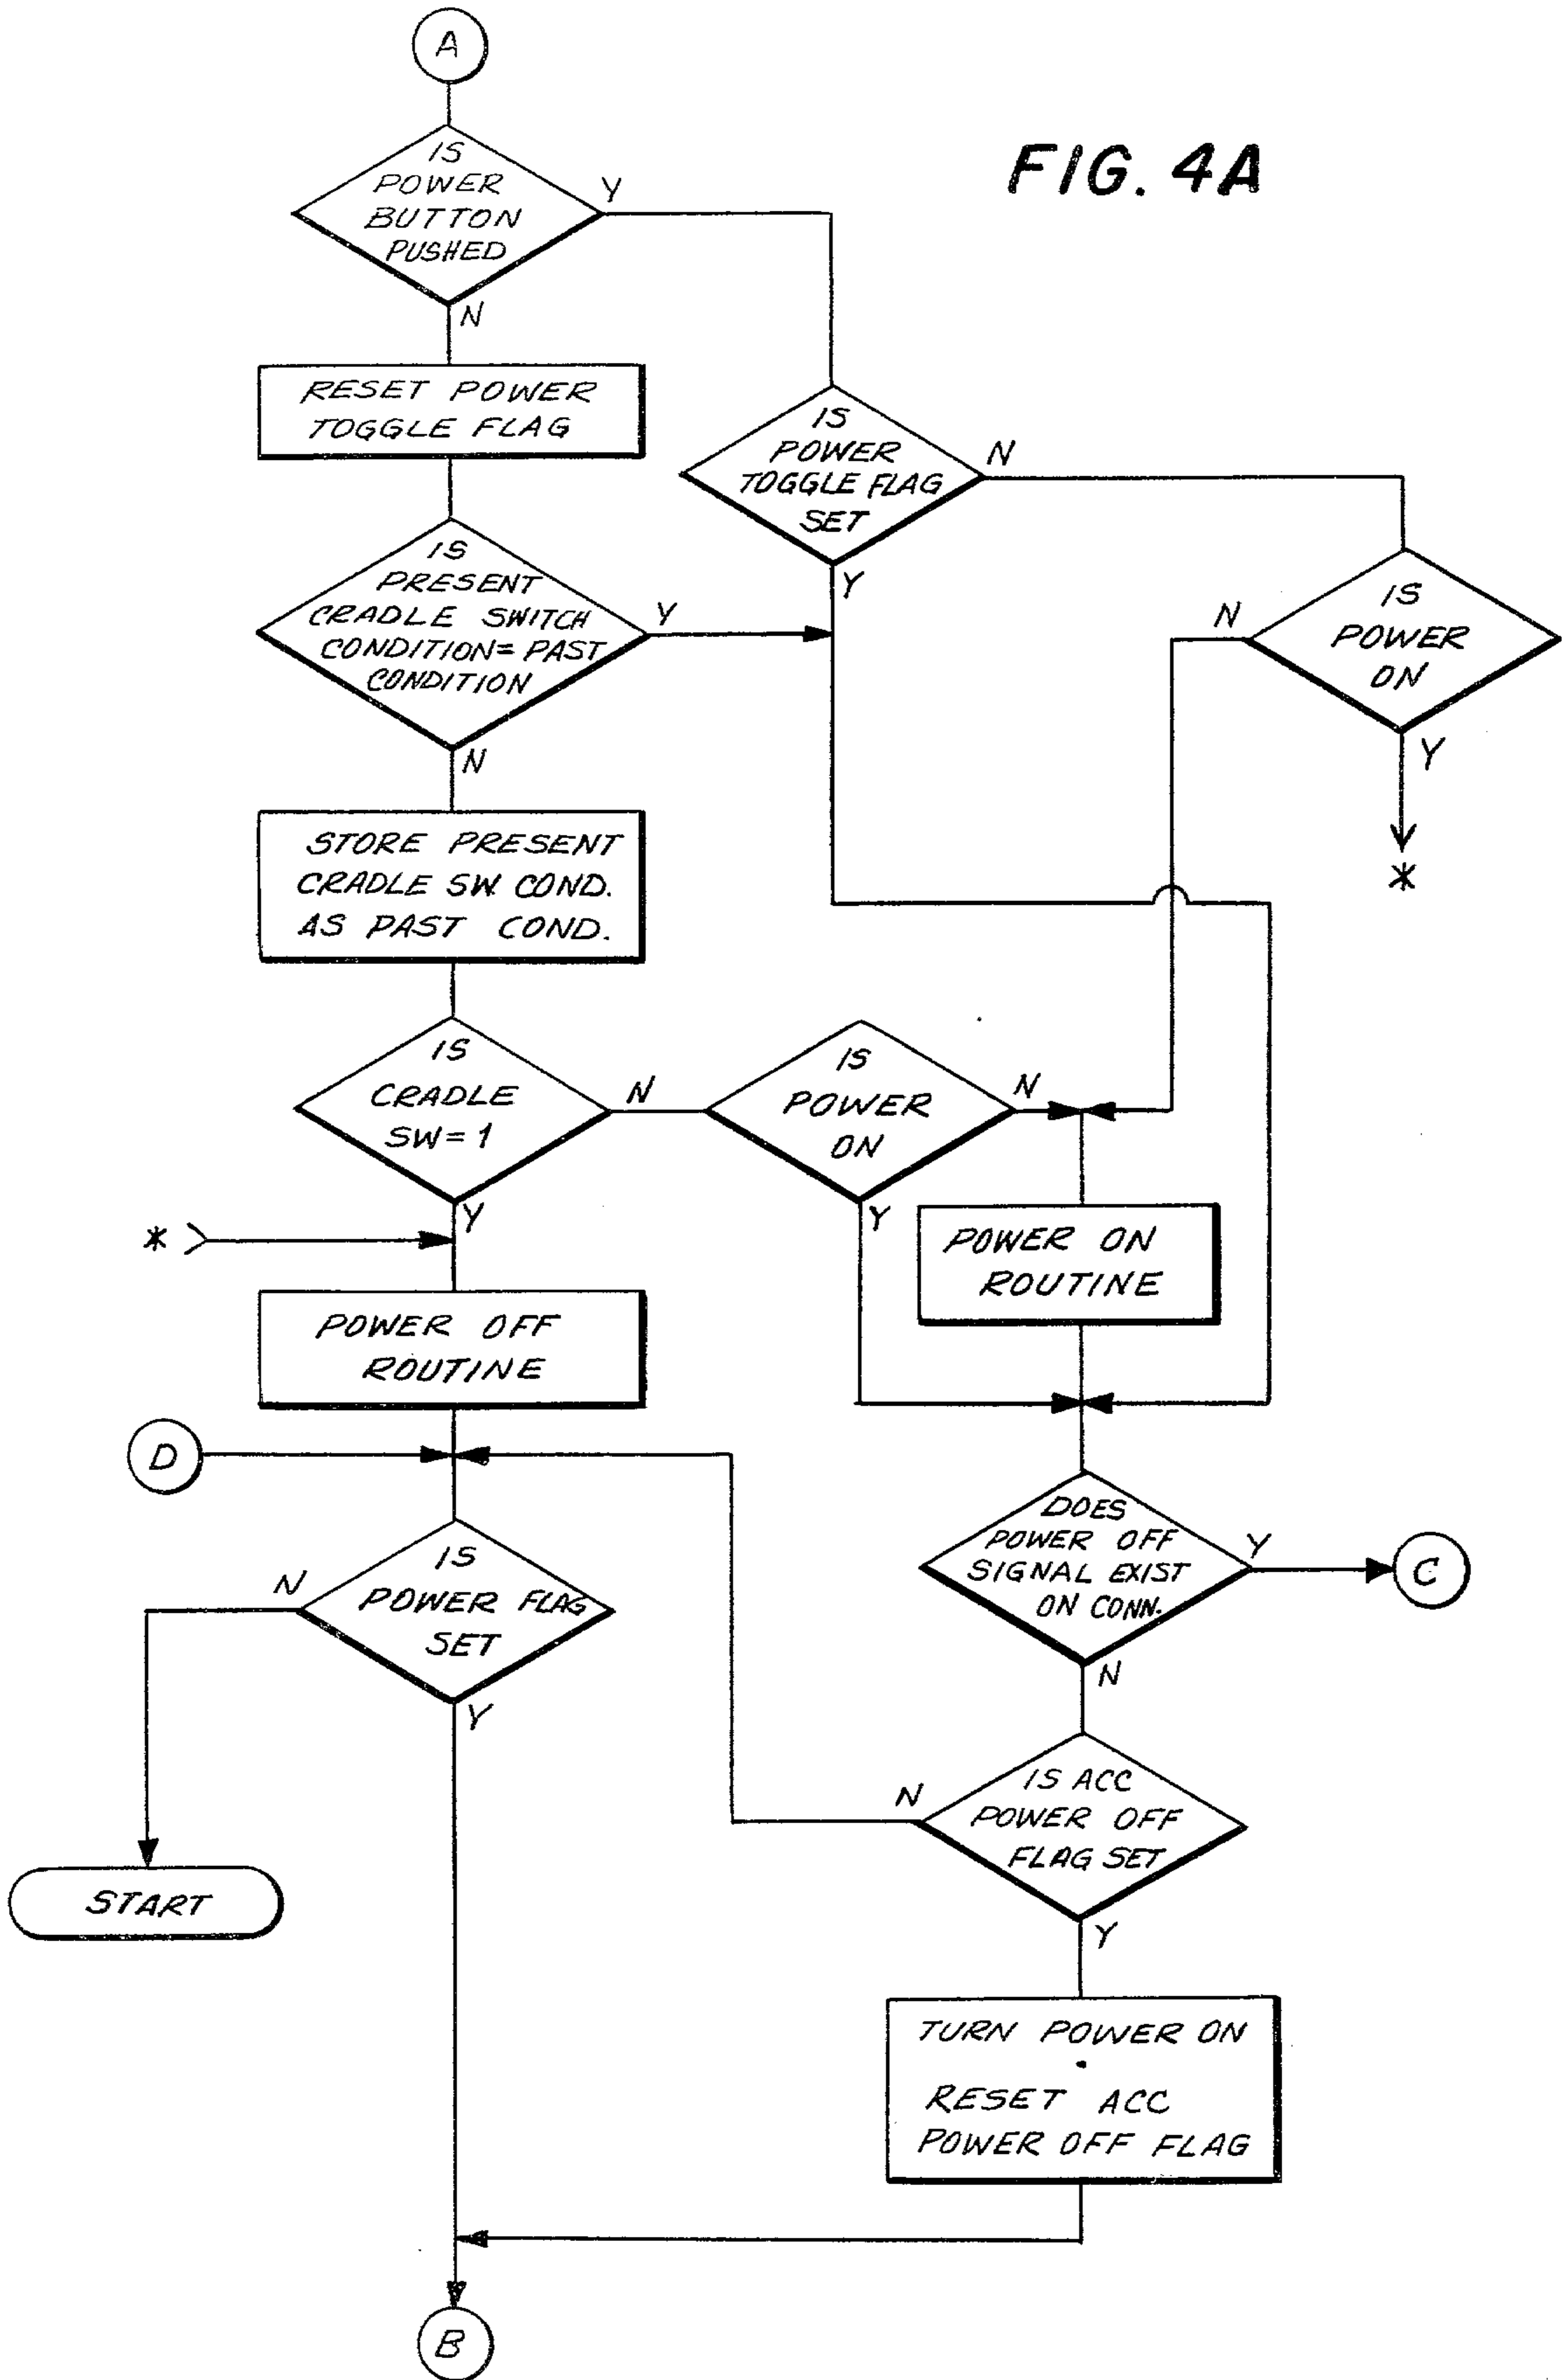 A
FIG. 4A
IS
POWER
BUTTON
PUSHED
Y
N
RESET POWER
TOGGLE FLAG
IS
POWER
TOGGLE FLAG
SET
N
Y
IS
PRESENT
CRADLE SWITCH
CONDITION= PAST
CONDITION
Y
N
IS
POWER
ON
N
Y
*
STORE PRESENT
CRADLE SW. COND.
AS PAST COND.
IS
CRADLE
SW=1
N
Y
IS
POWER
ON
N
Y
*
POWER ON
ROUTINE
POWER OFF
ROUTINE
D
IS
POWER FLAG
SET
N
Y
DOES
POWER OFF
SIGNAL EXIST
ON CONN.
Y
C
N
START
IS ACC
POWER OFF
FLAG SET
N
Y
TURN POWER ON
RESET ACC
POWER OFF FLAG
B